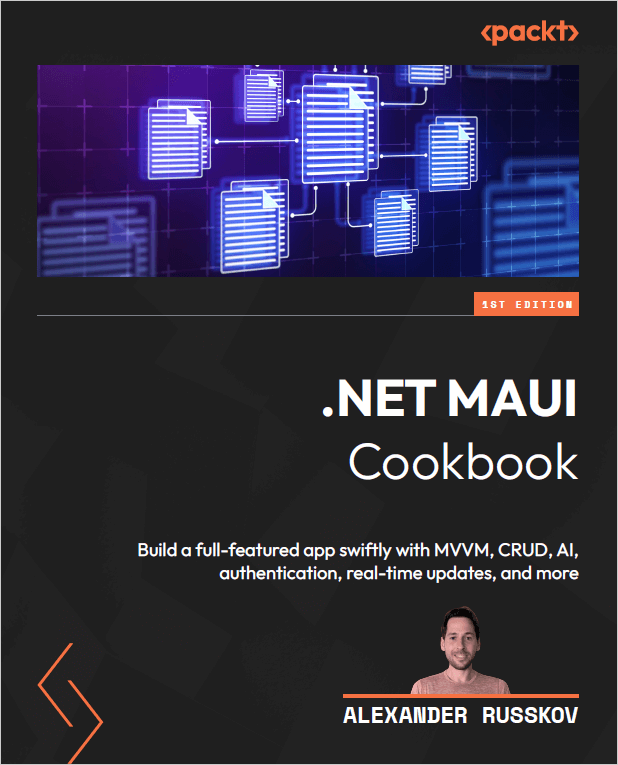 <packt>
1ST EDITION
.NET MAUI
Cookbook
Build a full-featured app swiftly with MVVM, CRUD, AI,
authentication, real-time updates, and more
ALEXANDER RUSSKOV